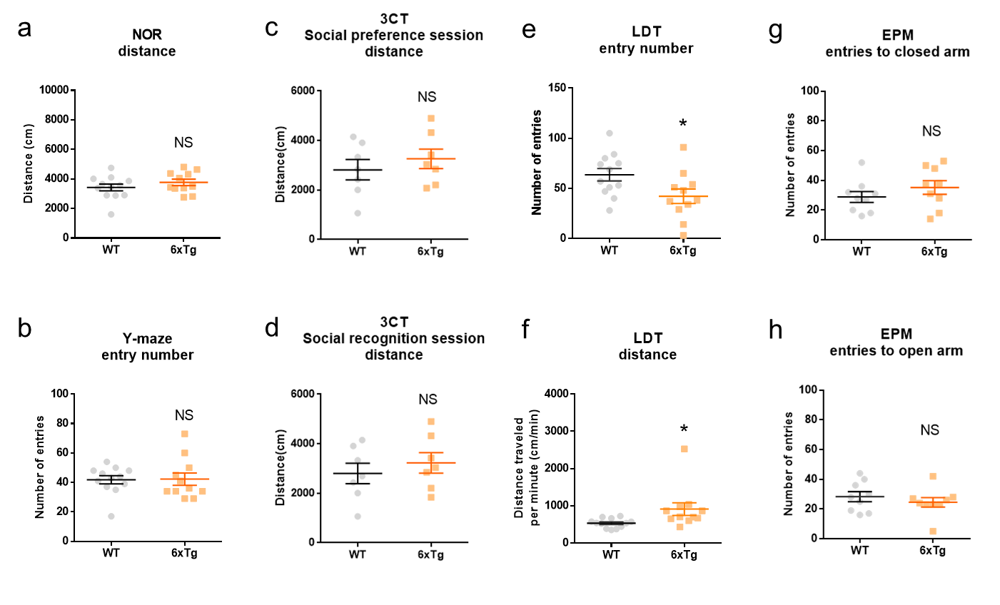 a
NOR
distance
Distance (cm)
10000
8000
6000
4000
2000
0
NS
WT
6xTg
c
3CT
Social preference session
distance
Distance(cm)
6000
4000
2000
0
NS
WT
6xTg
e
LDT
entry number
Number of entries
150
100
50
0
*
WT
6xTg
g
EPM
entries to closed arm
Number of entries
100
80
60
40
20
0
NS
WT
6xTg
b
Y-maze
entry number
Number of entries
100
80
60
40
20
0
NS
WT
6xTg
d
3CT
Social recognition session
distance
Distance(cm)
6000
4000
2000
0
NS
WT
6xTg
f
LDT
distance
Distance traveled
per minute (cm/min)
4000
3000
2000
1000
0
*
WT
6xTg
h
EPM
entries to open arm
Number of entries
100
80
60
40
20
0
NS
WT
6xTg